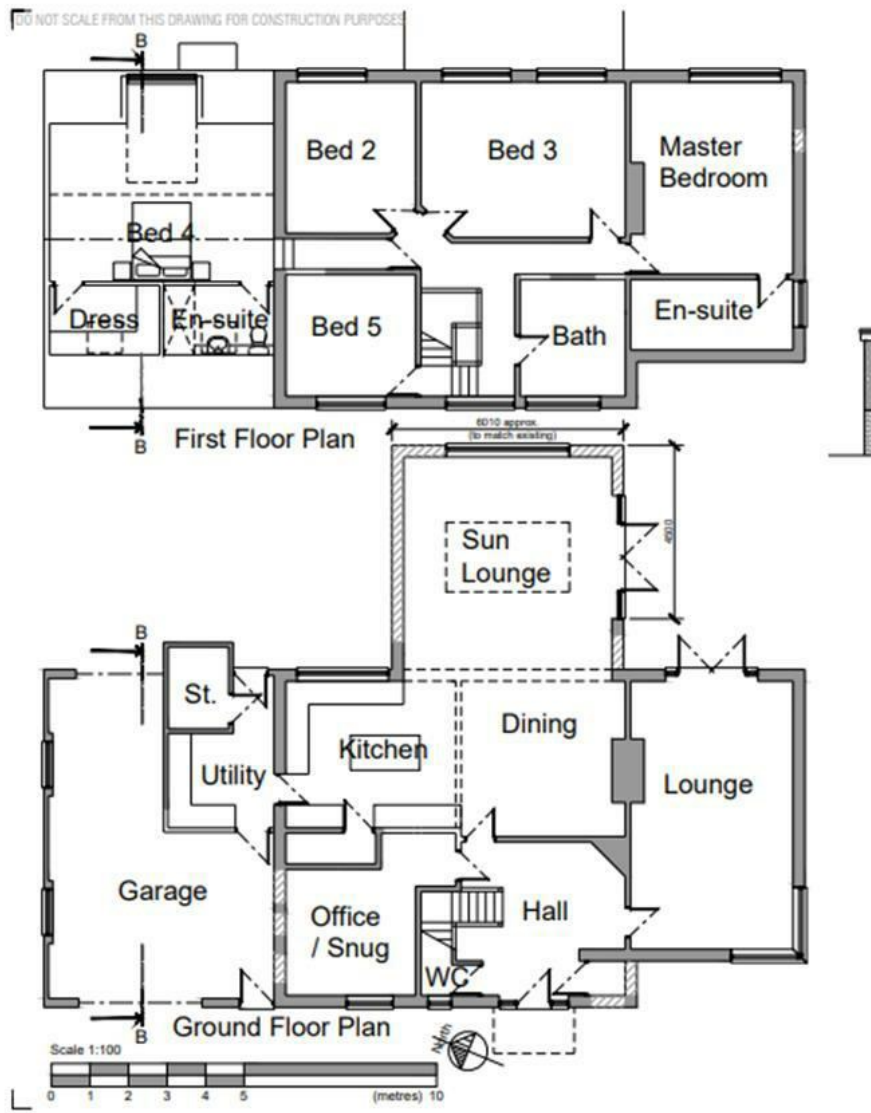 DO NOT SCALE FROM THIS DRAWING FOR CONSTRUCTION PURPOSES
B
Bed 2
Bed 3
Master
Bedroom
Bed 4
Dress
En-suite
Bed 5
Bath
En-suite
B
First Floor Plan
6010 approx.
(to match existing)
Sun
Lounge
4500
B
St.
Kitchen
Dining
Utility
Lounge
Garage
Office
/ Snug
Hall
WC
B
Ground Floor Plan
North
Scale 1:100
0 1 2 3 4 5 (metres) 10